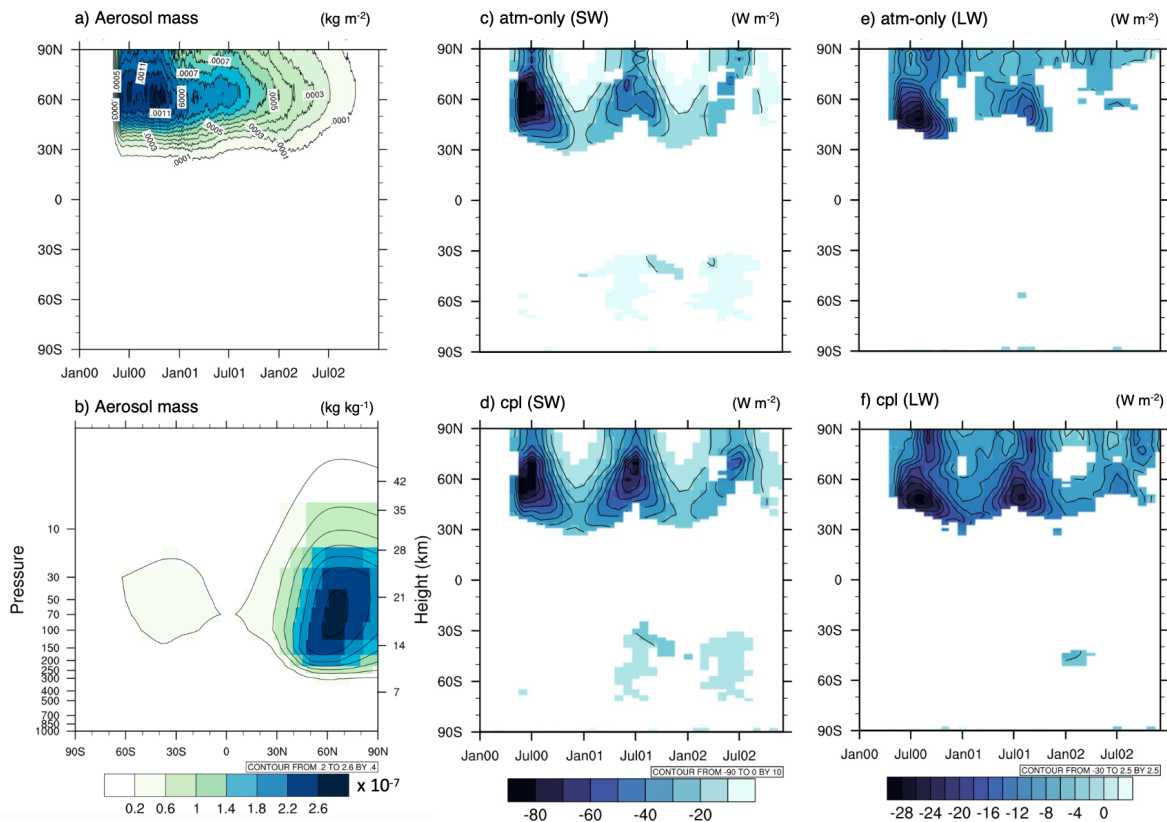 a) Aerosol mass (kg m-2)
90N
60N
30N
0
30S
60S
90S
Jan00 Jul00 Jan01 Jul01 Jan02 Jul02
.0005
.0003
.0011
.0007
.0007
.0009
.0011
.0005
.0005
.0003
.0003
.0003
.0001
.0001
.0001
.0001
b) Aerosol mass (kg kg-1)
Pressure
10
30
50
70
100
150
200
250
300
400
500
700
850
1000
Height (km)
42
35
28
21
14
7
90S 60S 30S 0 30N 60N 90N
CONTOUR FROM .2 TO 2.6 BY .4
0.2 0.6 1 1.4 1.8 2.2 2.6
x 10-7
c) atm-only (SW) (W m-2)
90N
60N
30N
0
30S
60S
90S
d) cpl (SW) (W m-2)
90N
60N
30N
0
30S
60S
90S
Jan00 Jul00 Jan01 Jul01 Jan02 Jul02
CONTOUR FROM -90 TO 0 BY 10
-80 -60 -40 -20
e) atm-only (LW) (W m-2)
90N
60N
30N
0
30S
60S
90S
f) cpl (LW) (W m-2)
90N
60N
30N
0
30S
60S
90S
Jan00 Jul00 Jan01 Jul01 Jan02 Jul02
CONTOUR FROM -30 TO 2.5 BY 2.5
-28 -24 -20 -16 -12 -8 -4 0